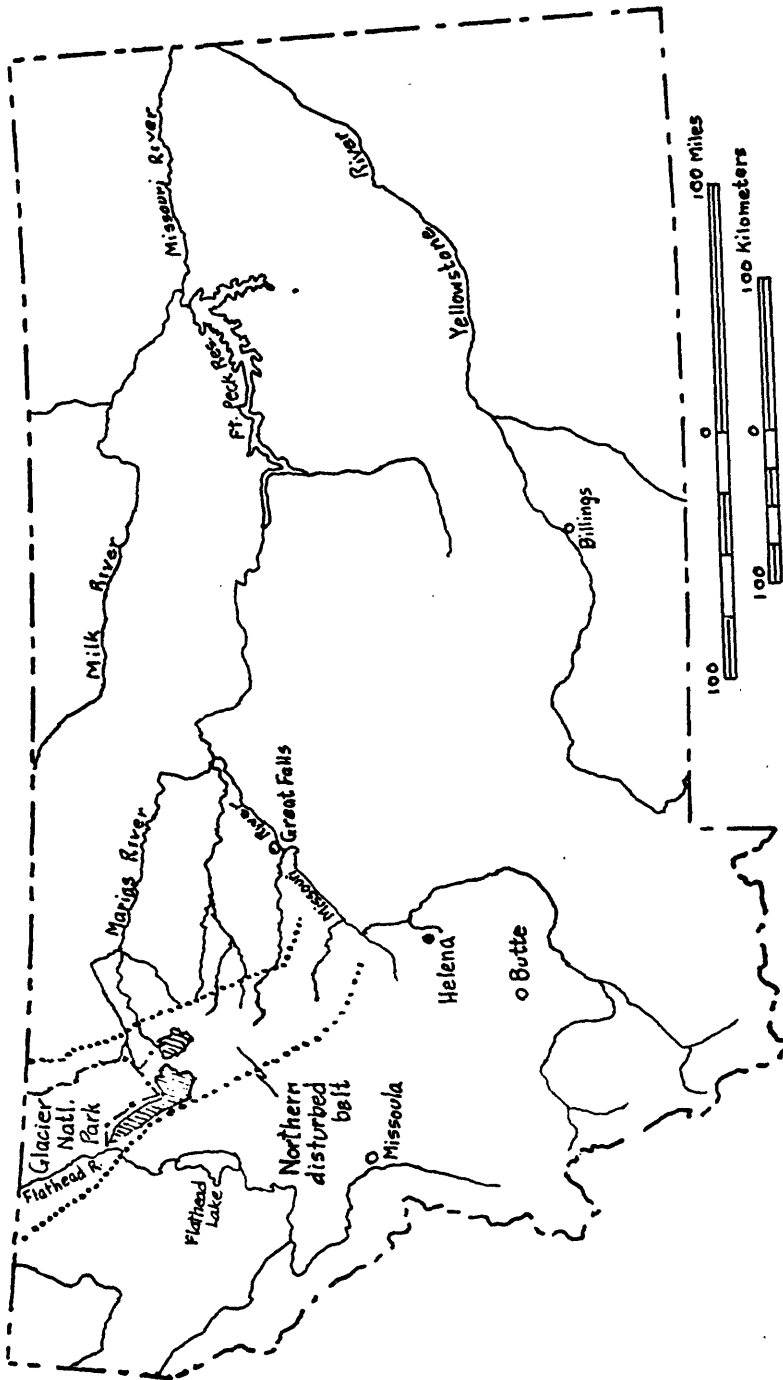 Glacier
Natl.
Park
Flathead R.
Flathead
Lake
Northern
disturbed
belt
Missoula
Marias River
Milk River
Missouri River
Great Falls
Missouri River
Ft. Peck Res.
Helena
Butte
Billings
Yellowstone River
100 0 100 Miles
100 0 100 Kilometers